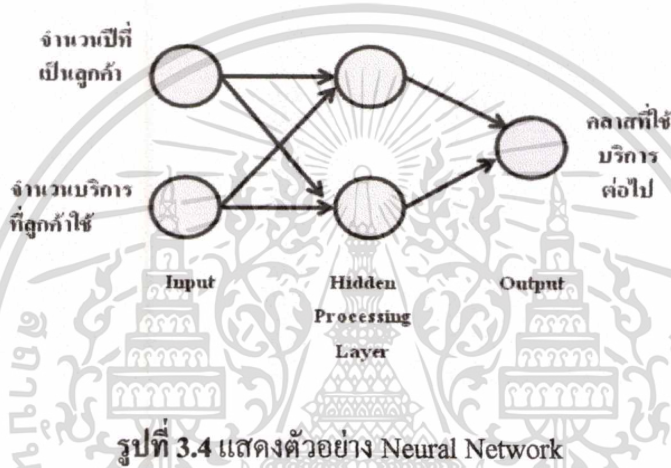 จำนวนปีที่
เป็นลูกค้า
คลาสที่ใช้
บริการ
ต่อไป
จำนวนบริการ
ที่ลูกค้าใช้
Input
Hidden
Processing
Layer
Output
รูปที่ 3.4 แสดงตัวอย่าง Neural Network